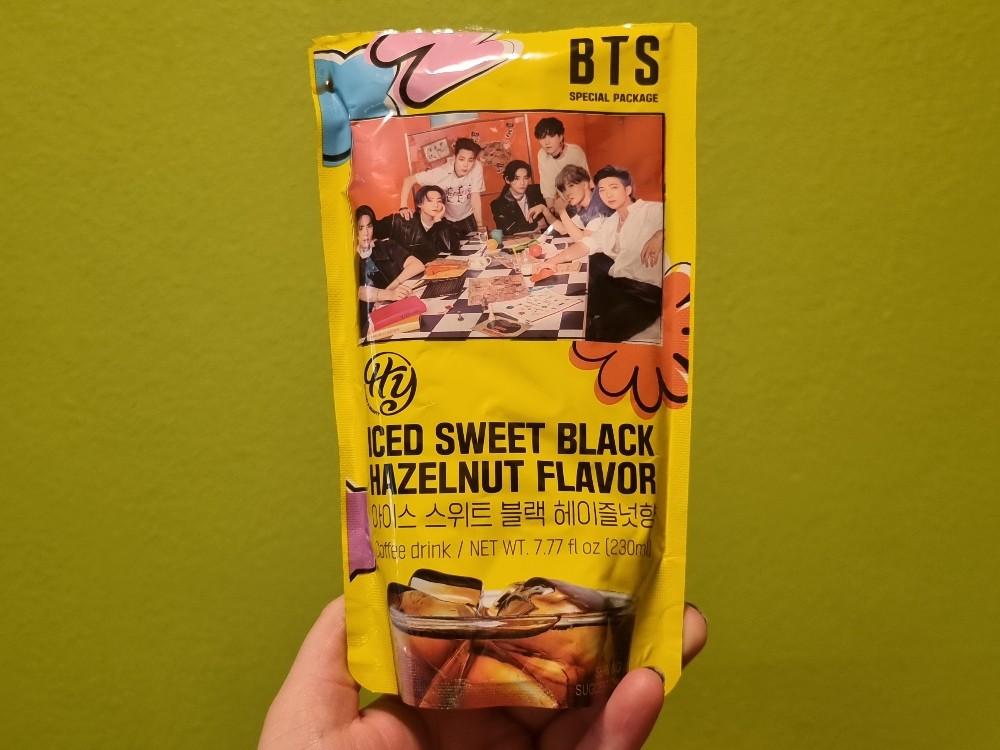 BTS
SPECIAL PACKAGE
Hy
ICED SWEET BLACK
HAZELNUT FLAVOR
아이스 스위트 블랙 헤이즐넛향
Coffee drink / NET WT. 7.77 fl oz (230ml)